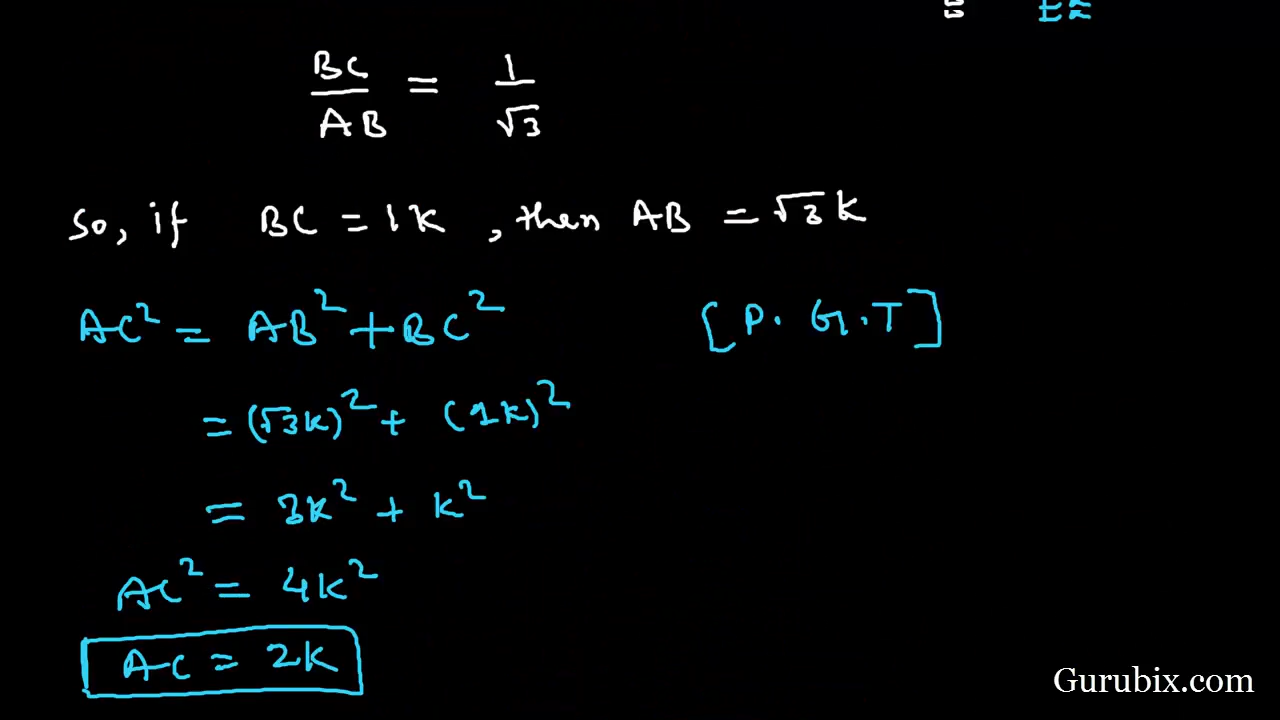 BC/AB = 1/√3
So, if BC = 1k, then AB = √3k
AC² = AB² + BC² [P.G.T]
= (√3k)² + (1k)²
= 3k² + k²
AC² = 4k²
AC = 2k
Gurubix.com